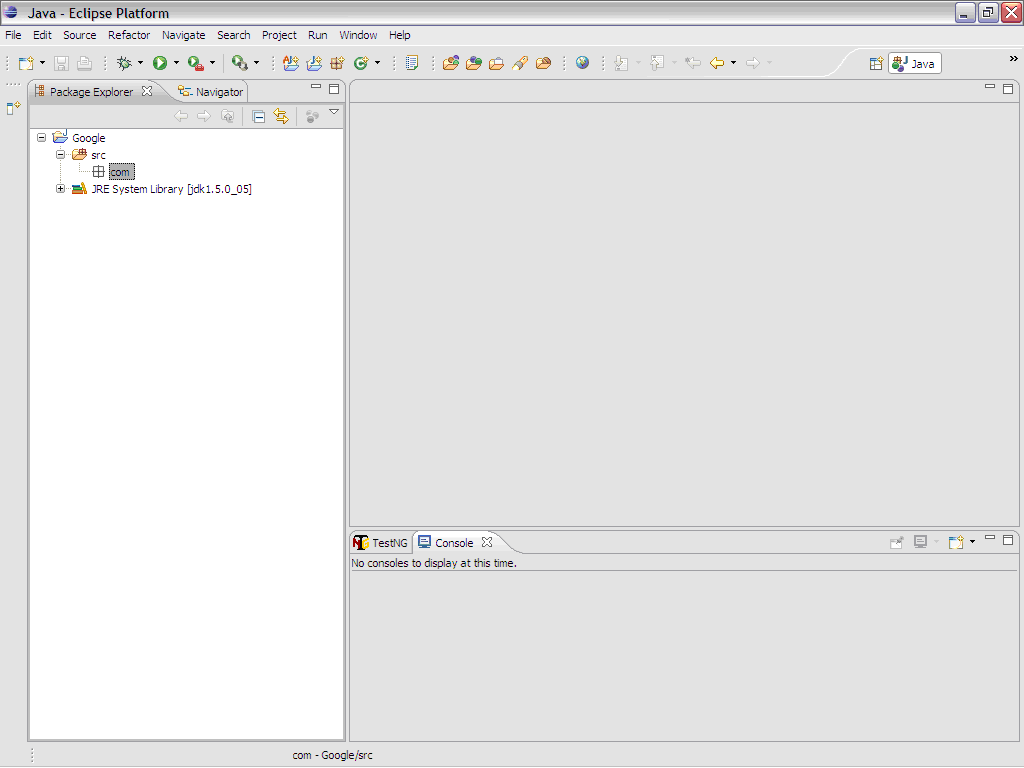 Java - Eclipse Platform
File Edit Source Refactor Navigate Search Project Run Window Help
Java
Package Explorer Navigator
Google
src
com
JRE System Library [jdk1.5.0_05]
TestNG Console
No consoles to display at this time.
com - Google/src